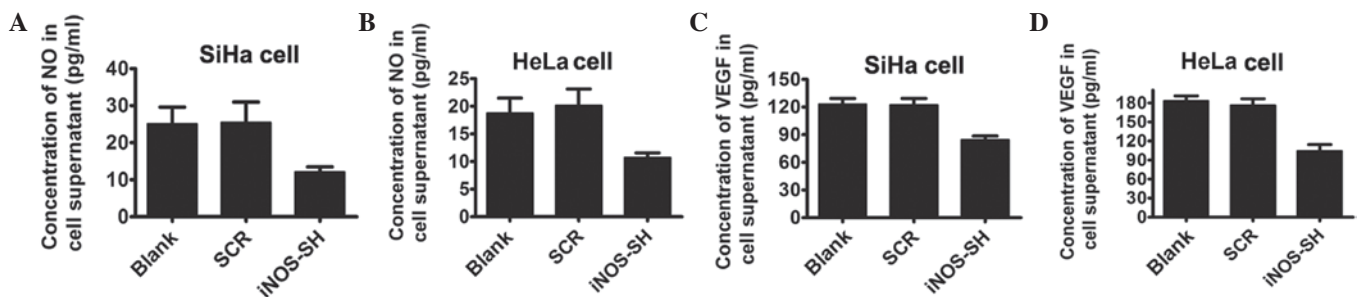 A
Concentration of NO in
cell supernatant (pg/ml)
SiHa cell
40
30
20
10
0
Blank
SCR
iNOS-SH
B
Concentration of NO in
cell supernatant (pg/ml)
HeLa cell
25
20
15
10
5
0
Blank
SCR
iNOS-SH
C
Concentration of VEGF in
cell supernatant (pg/ml)
SiHa cell
150
120
90
60
30
0
Blank
SCR
iNOS-SH
D
Concentration of VEGF in
cell supernatant (pg/ml)
HeLa cell
180
150
120
90
60
30
0
Blank
SCR
iNOS-SH